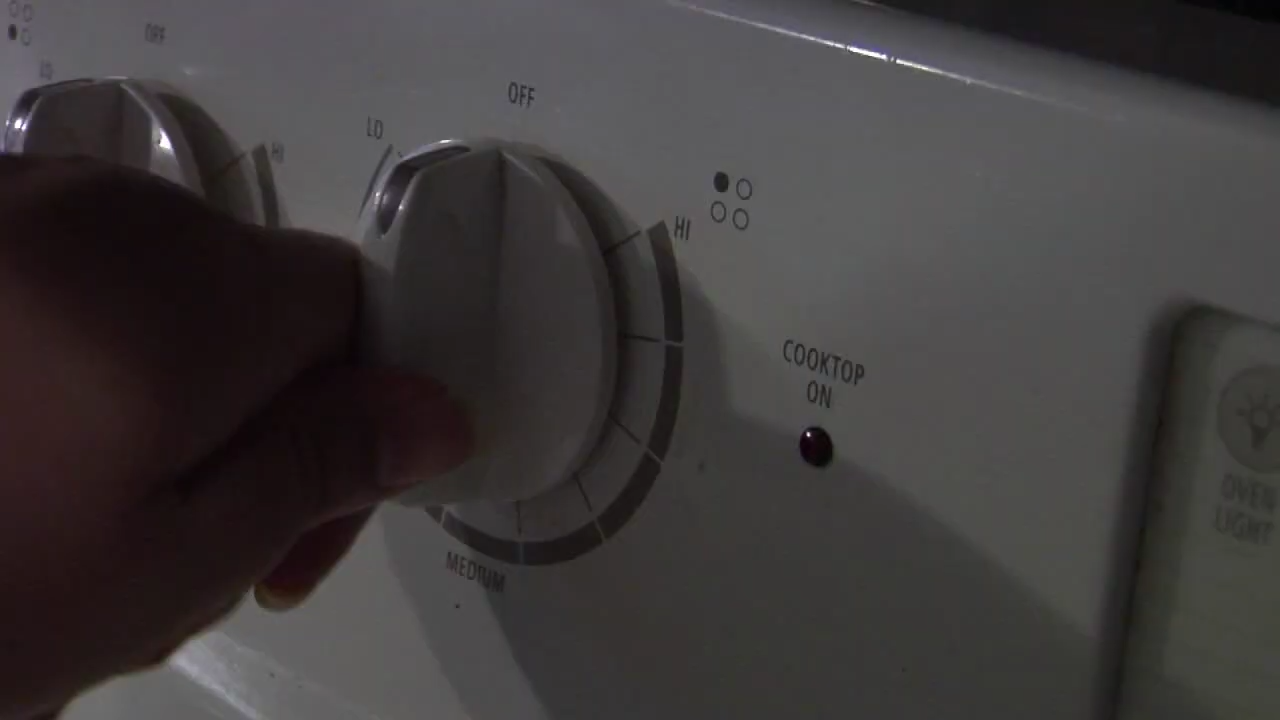 OFF
LO
HI
OFF
LO
HI
MEDIUM
COOKTOP
ON
OVEN
LIGHT